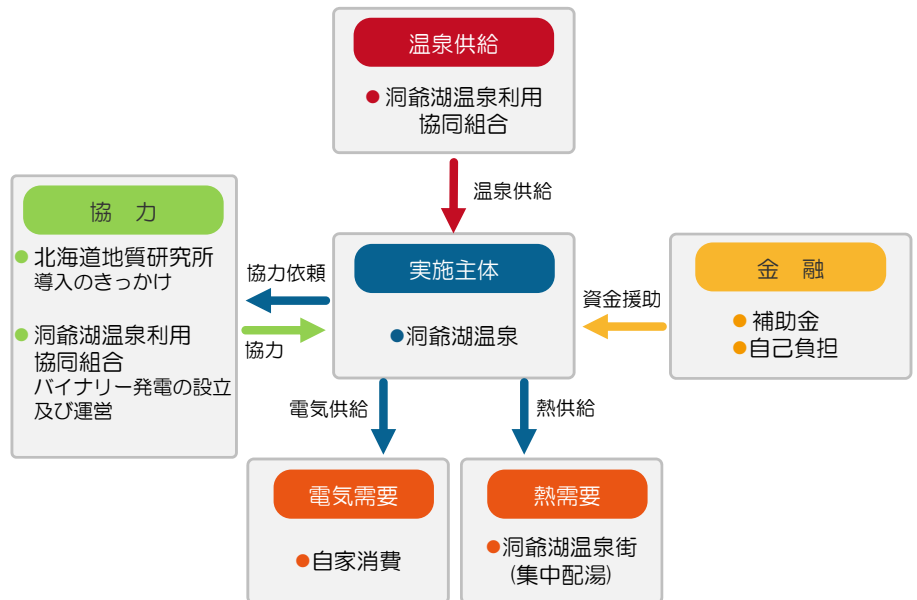 温泉供給
●洞爺湖温泉利用
協同組合
温泉供給
協　力
●北海道地質研究所
導入のきっかけ
●洞爺湖温泉利用
協同組合
バイナリー発電の設立
及び運営
協力依頼
協力
実施主体
●洞爺湖温泉
資金援助
金　融
●補助金
●自己負担
電気供給
熱供給
電気需要
●自家消費
熱需要
●洞爺湖温泉街
(集中配湯)